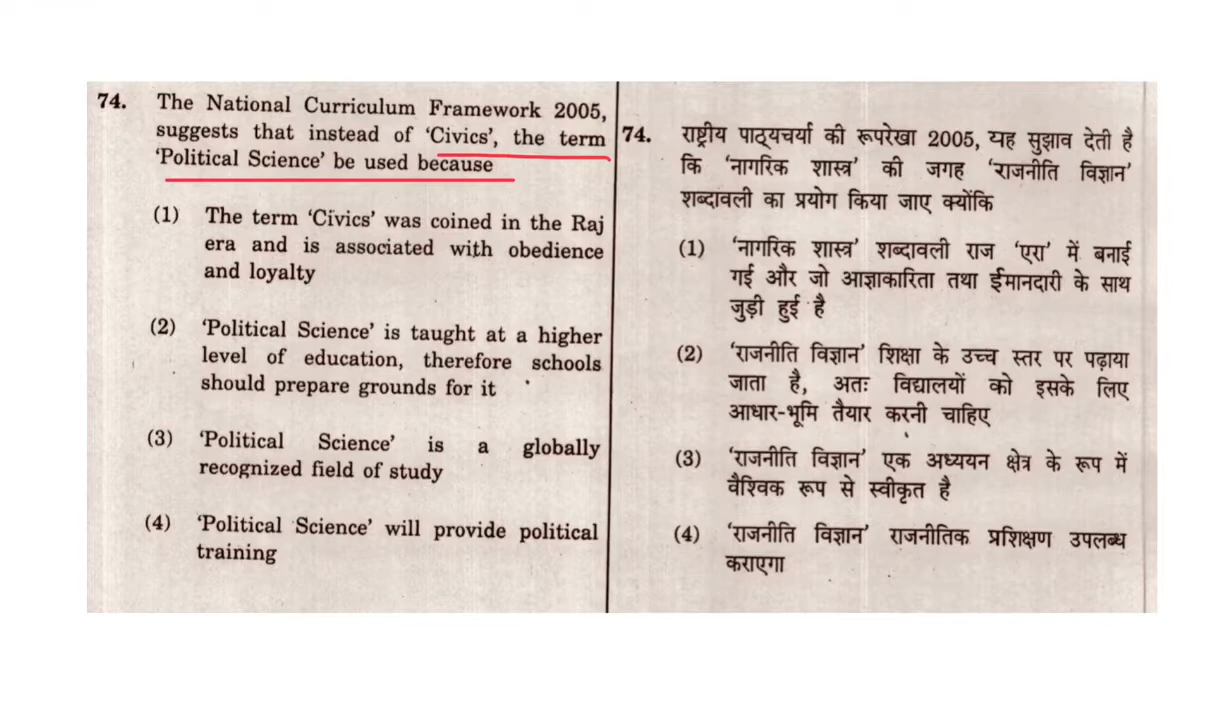 74. The National Curriculum Framework 2005,
suggests that instead of ‘Civics’, the term
‘Political Science’ be used because
(1) The term ‘Civics’ was coined in the Raj
era and is associated with obedience
and loyalty
(2) ‘Political Science’ is taught at a higher
level of education, therefore schools
should prepare grounds for it
(3) ‘Political Science’ is a globally
recognized field of study
(4) ‘Political Science’ will provide political
training
74. राष्ट्रीय पाठ्यचर्या की रूपरेखा 2005, यह सुझाव देती है
कि ‘नागरिक शास्त्र’ की जगह ‘राजनीति विज्ञान’
शब्दावली का प्रयोग किया जाए क्योंकि
(1) ‘नागरिक शास्त्र’ शब्दावली राज ‘एरा’ में बनाई
गई और जो आज्ञाकारिता तथा ईमानदारी के साथ
जुड़ी हुई है
(2) ‘राजनीति विज्ञान’ शिक्षा के उच्च स्तर पर पढ़ाया
जाता है, अतः विद्यालयों को इसके लिए
आधार-भूमि तैयार करनी चाहिए
(3) ‘राजनीति विज्ञान’ एक अध्ययन क्षेत्र के रूप में
वैश्विक रूप से स्वीकृत है
(4) ‘राजनीति विज्ञान’ राजनीतिक प्रशिक्षण उपलब्ध
कराएगा